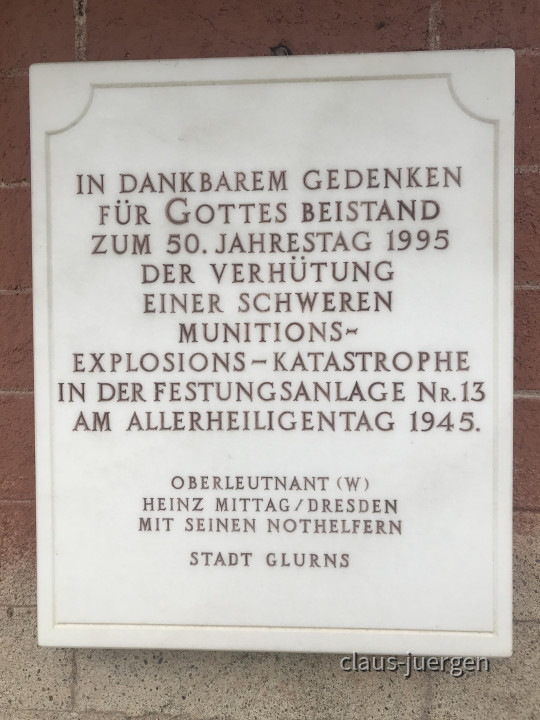 IN DANKBAREM GEDENKEN
FÜR GOTTES BEISTAND
ZUM 50. JAHRESTAG 1995
DER VERHÜTUNG
EINER SCHWEREN
MUNITIONS-
EXPLOSIONS-KATASTROPHE
IN DER FESTUNGSANLAGE NR. 13
AM ALLERHEILIGENTAG 1945.
OBERLEUTNANT (W)
HEINZ MITTAG/DRESDEN
MIT SEINEN NOTHELFERN
STADT GLURNS
claus-juergen